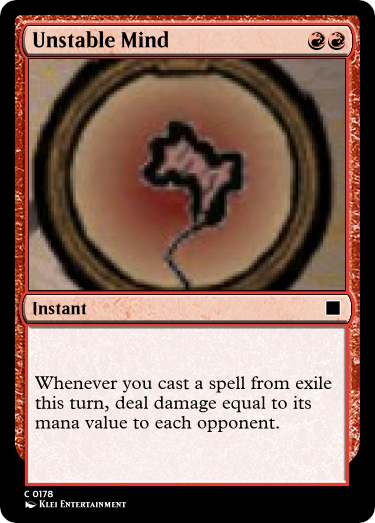 Unstable Mind
Instant
Whenever you cast a spell from exile
this turn, deal damage equal to its
mana value to each opponent.
C 0178
Klei Entertainment